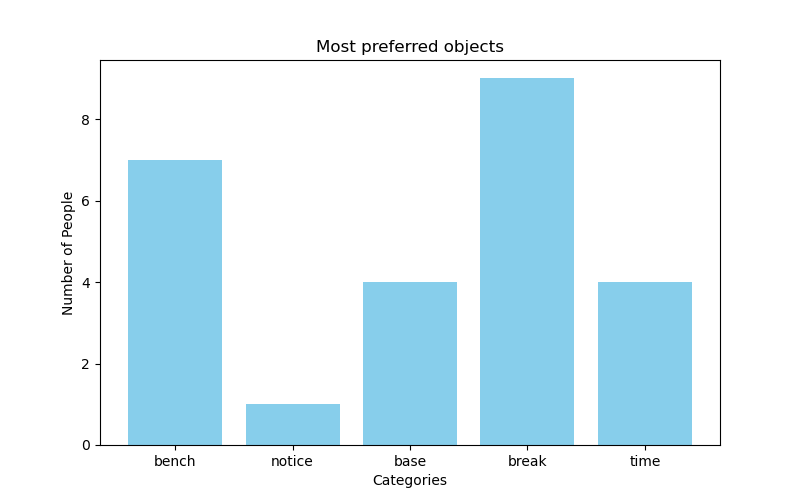 Most preferred objects
Number of People
8
6
4
2
0
bench notice base break time
Categories